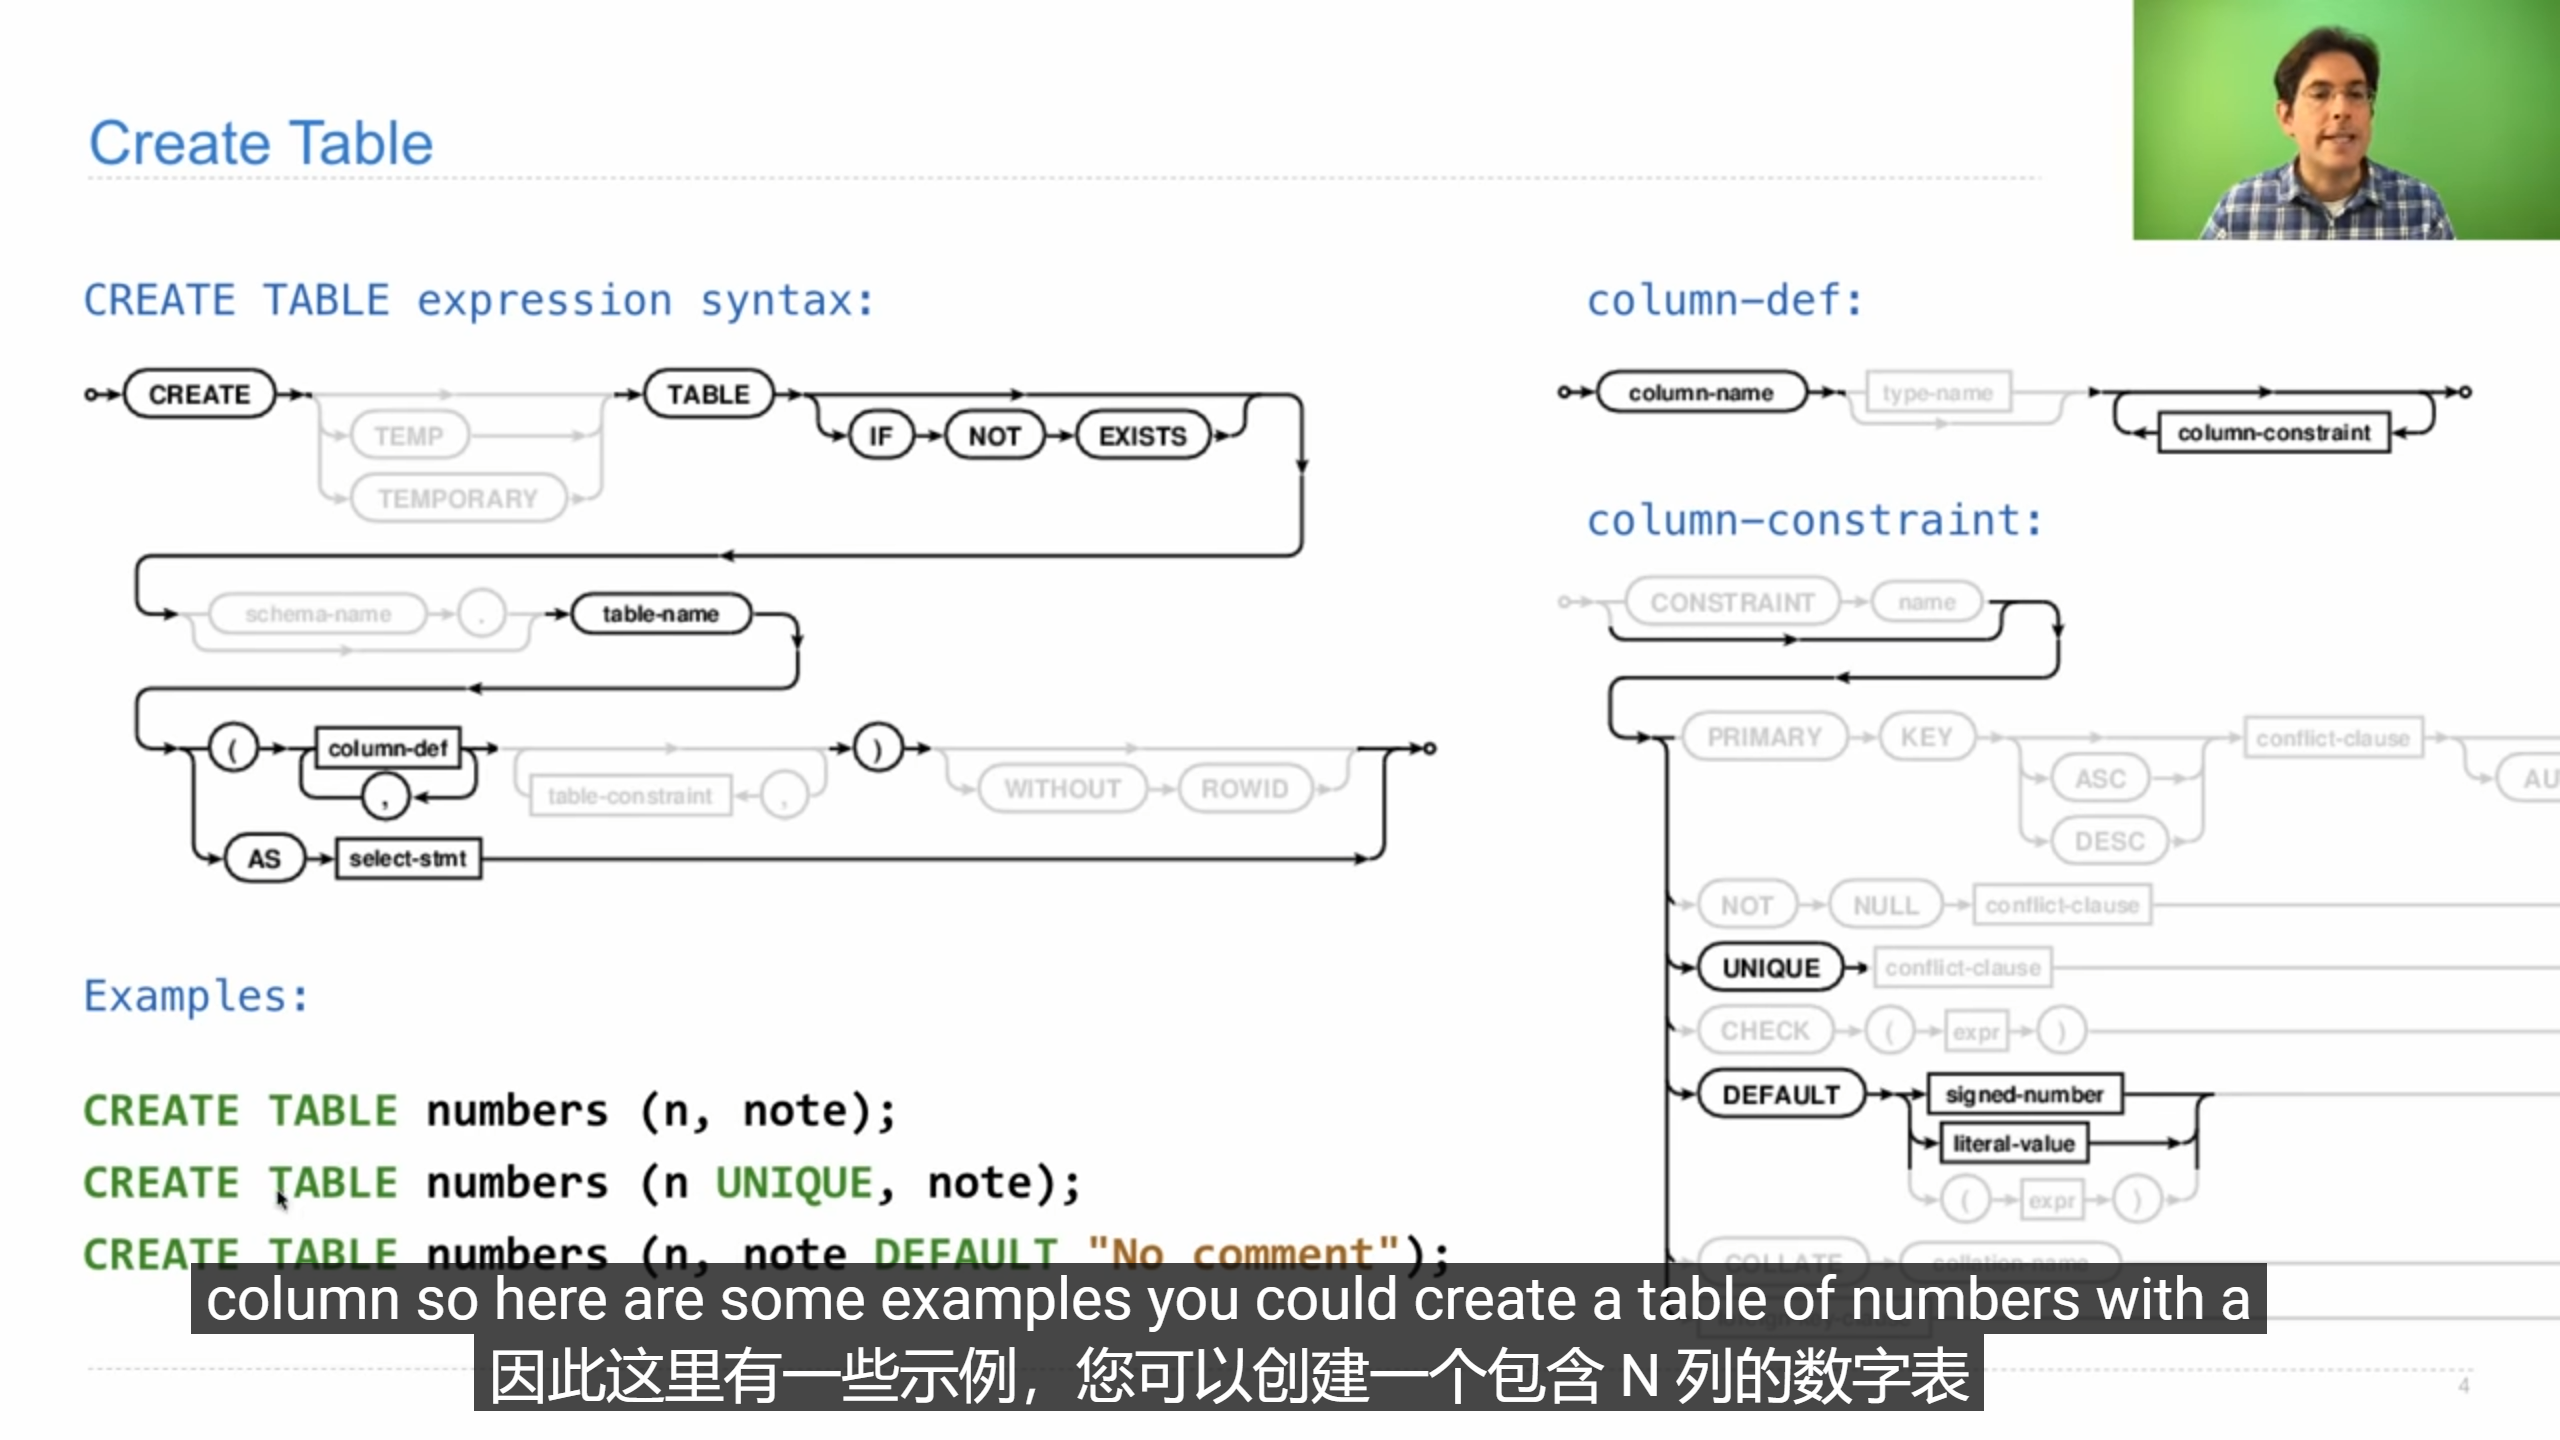 Create Table
CREATE TABLE expression syntax:
CREATE TABLE
TEMP IF NOT EXISTS
TEMPORARY
schema-name . table-name
( column-def )
, table-constraint , WITHOUT ROWID
AS select-stmt
Examples:
CREATE TABLE numbers (n, note);
CREATE TABLE numbers (n UNIQUE, note);
CREATE TABLE numbers (n, note DEFAULT "No comment");
column-def:
column-name type-name
column-constraint
column-constraint:
CONSTRAINT name
PRIMARY KEY conflict-clause
ASC AU
DESC
NOT NULL conflict-clause
UNIQUE conflict-clause
CHECK ( expr )
DEFAULT signed-number
literal-value
( expr )
COLLATE collation-name
column so here are some examples you could create a table of numbers with a
因此这里有一些示例，您可以创建一个包含 N 列的数字表
4